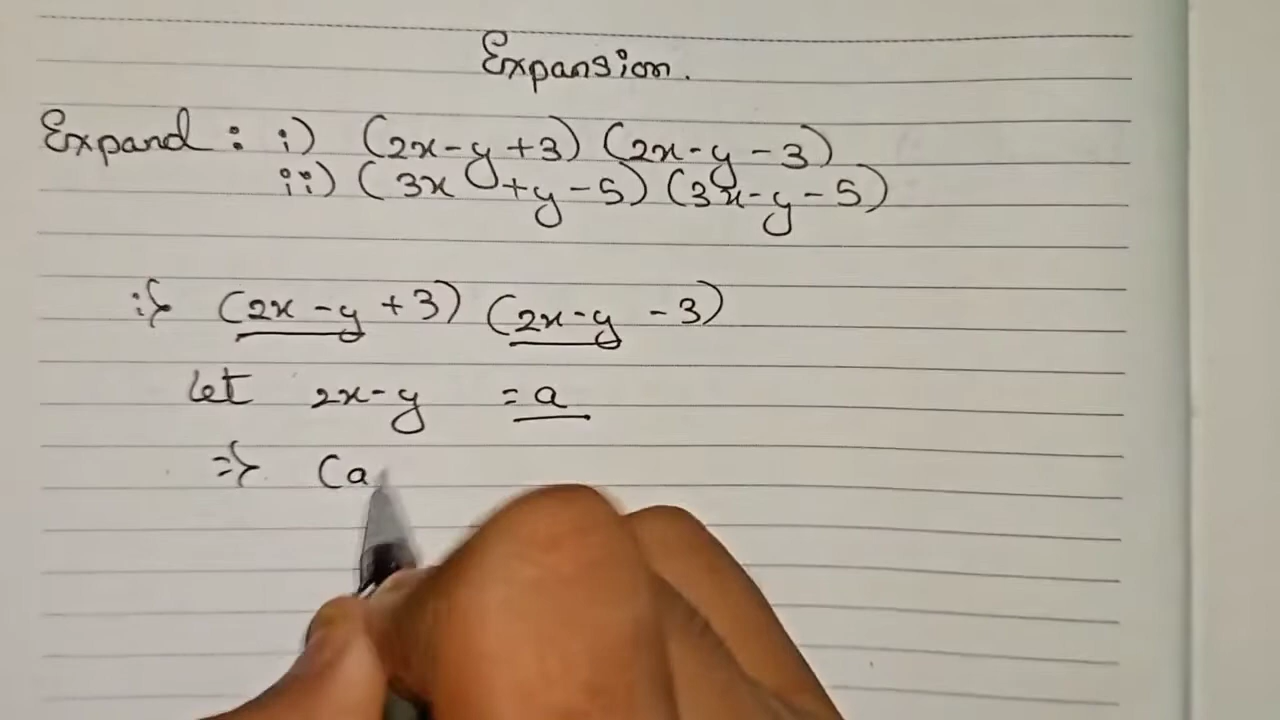 Expansion.
Expand : i) (2x-y+3) (2x-y-3)
ii) (3x+y-5) (3x-y-5)
i} (2x-y+3) (2x-y-3)
let 2x-y = a
=> (a